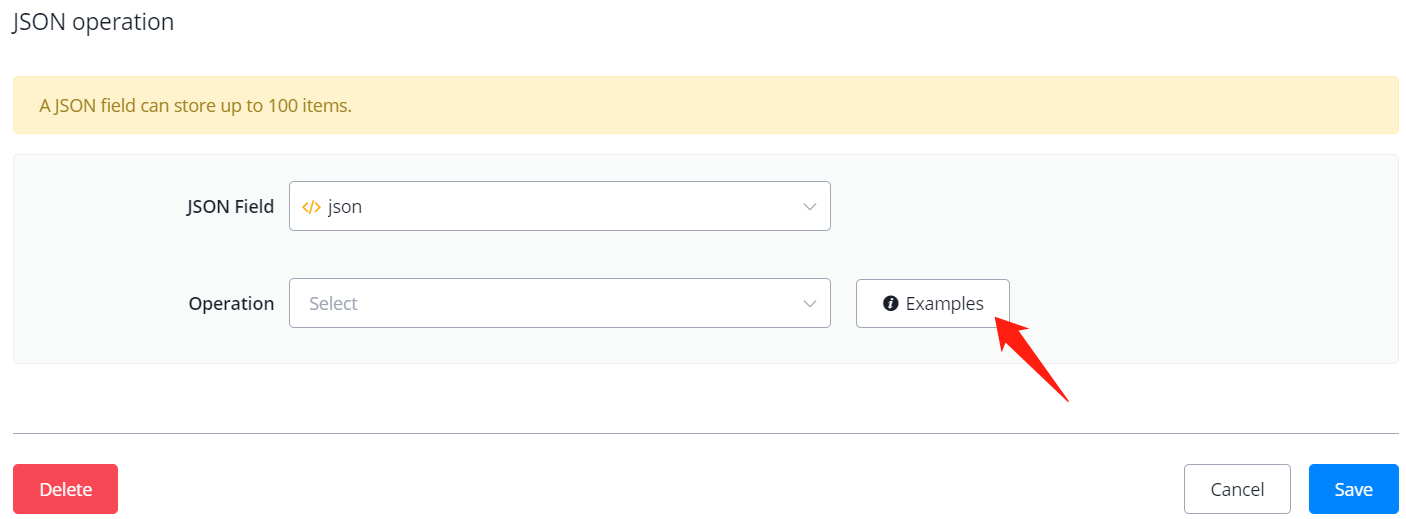 JSON operation
A JSON field can store up to 100 items.
JSON Field </> json
Operation Select Examples
Delete Cancel Save